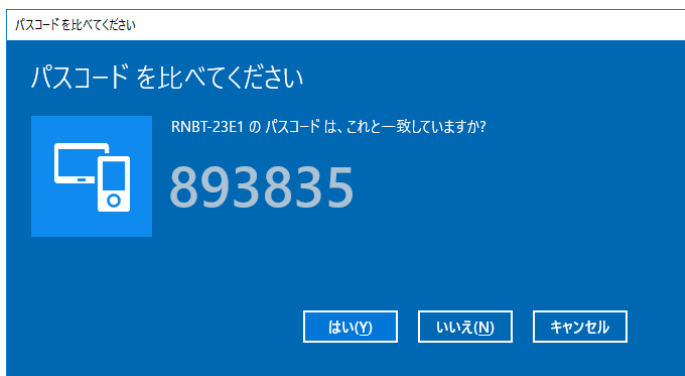 パスコードを比べてください
パスコード を比べてください
RNBT-23E1 の パスコード は、これと一致していますか?
893835
はい(Y)
いいえ(N)
キャンセル